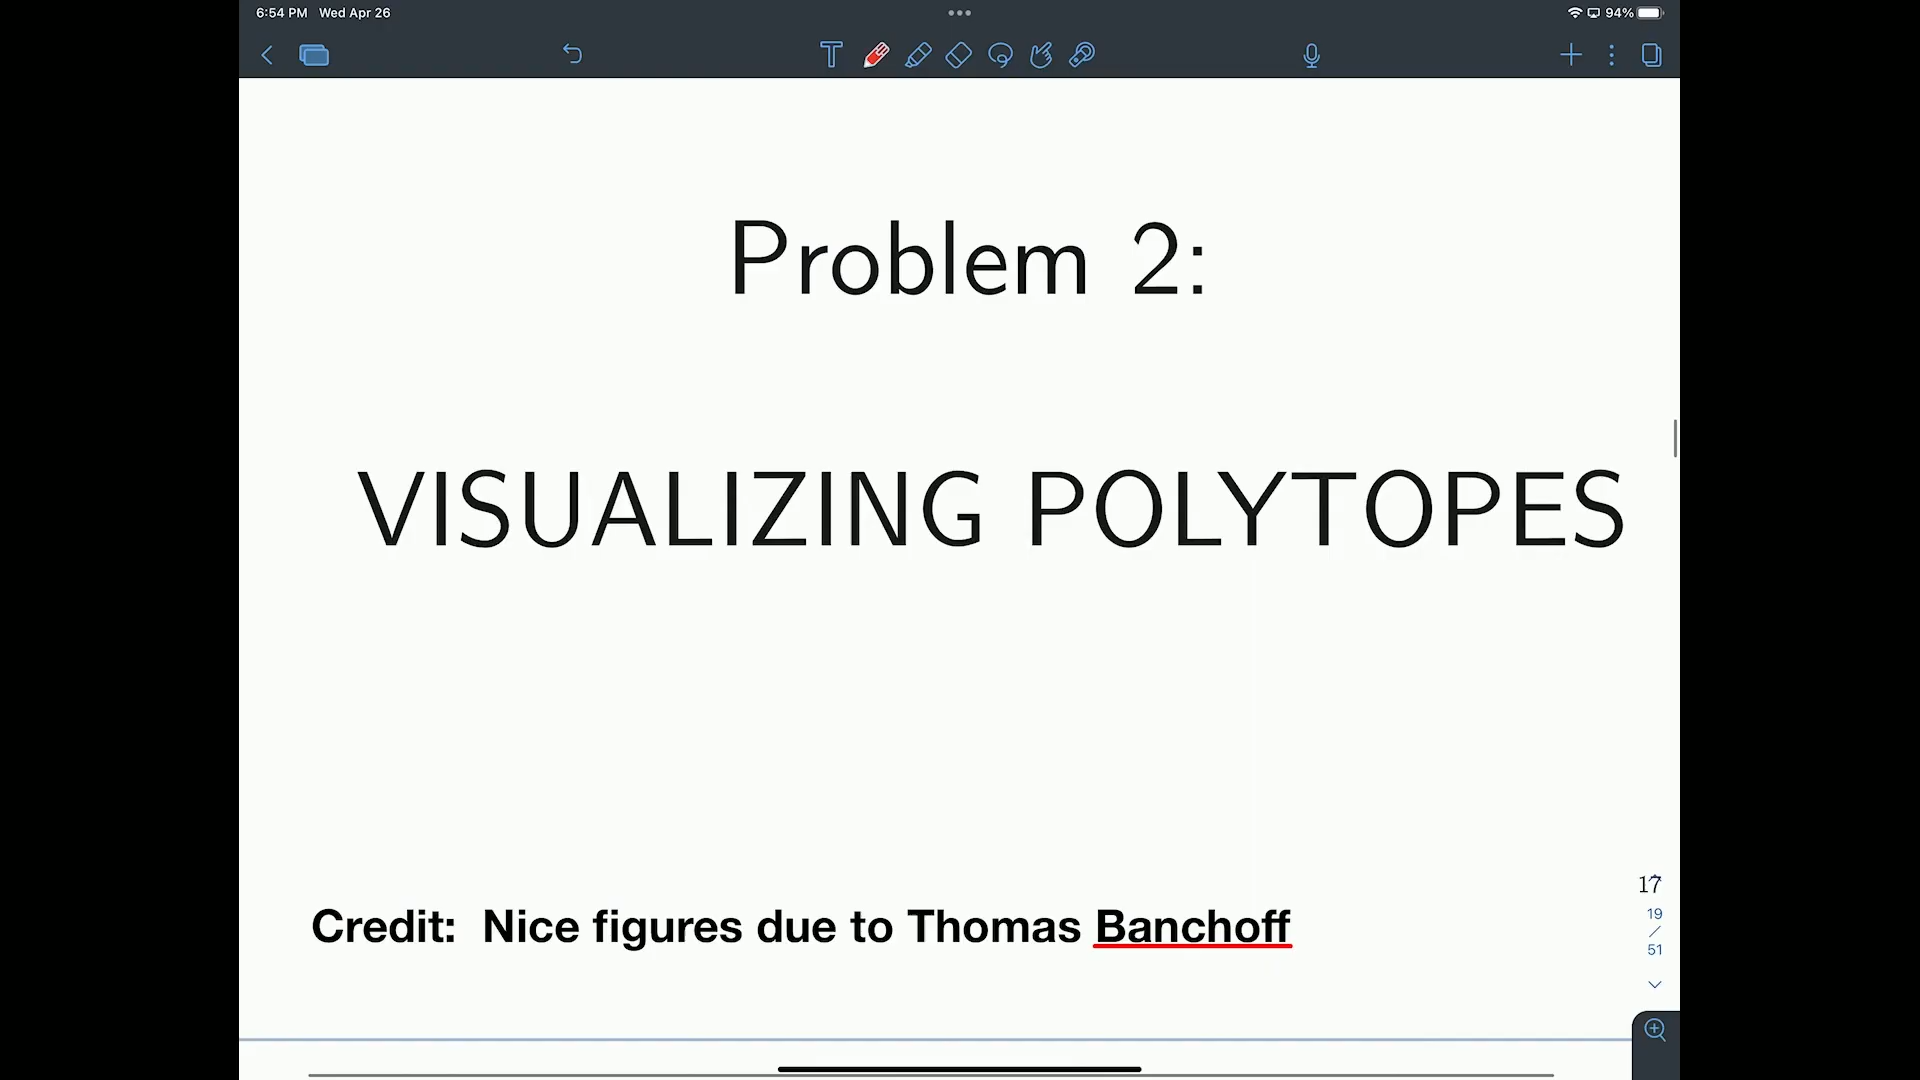 6:54 PM Wed Apr 26
94%
T
Problem 2:
VISUALIZING POLYTOPES
Credit: Nice figures due to Thomas Banchoff
17
19
/
51